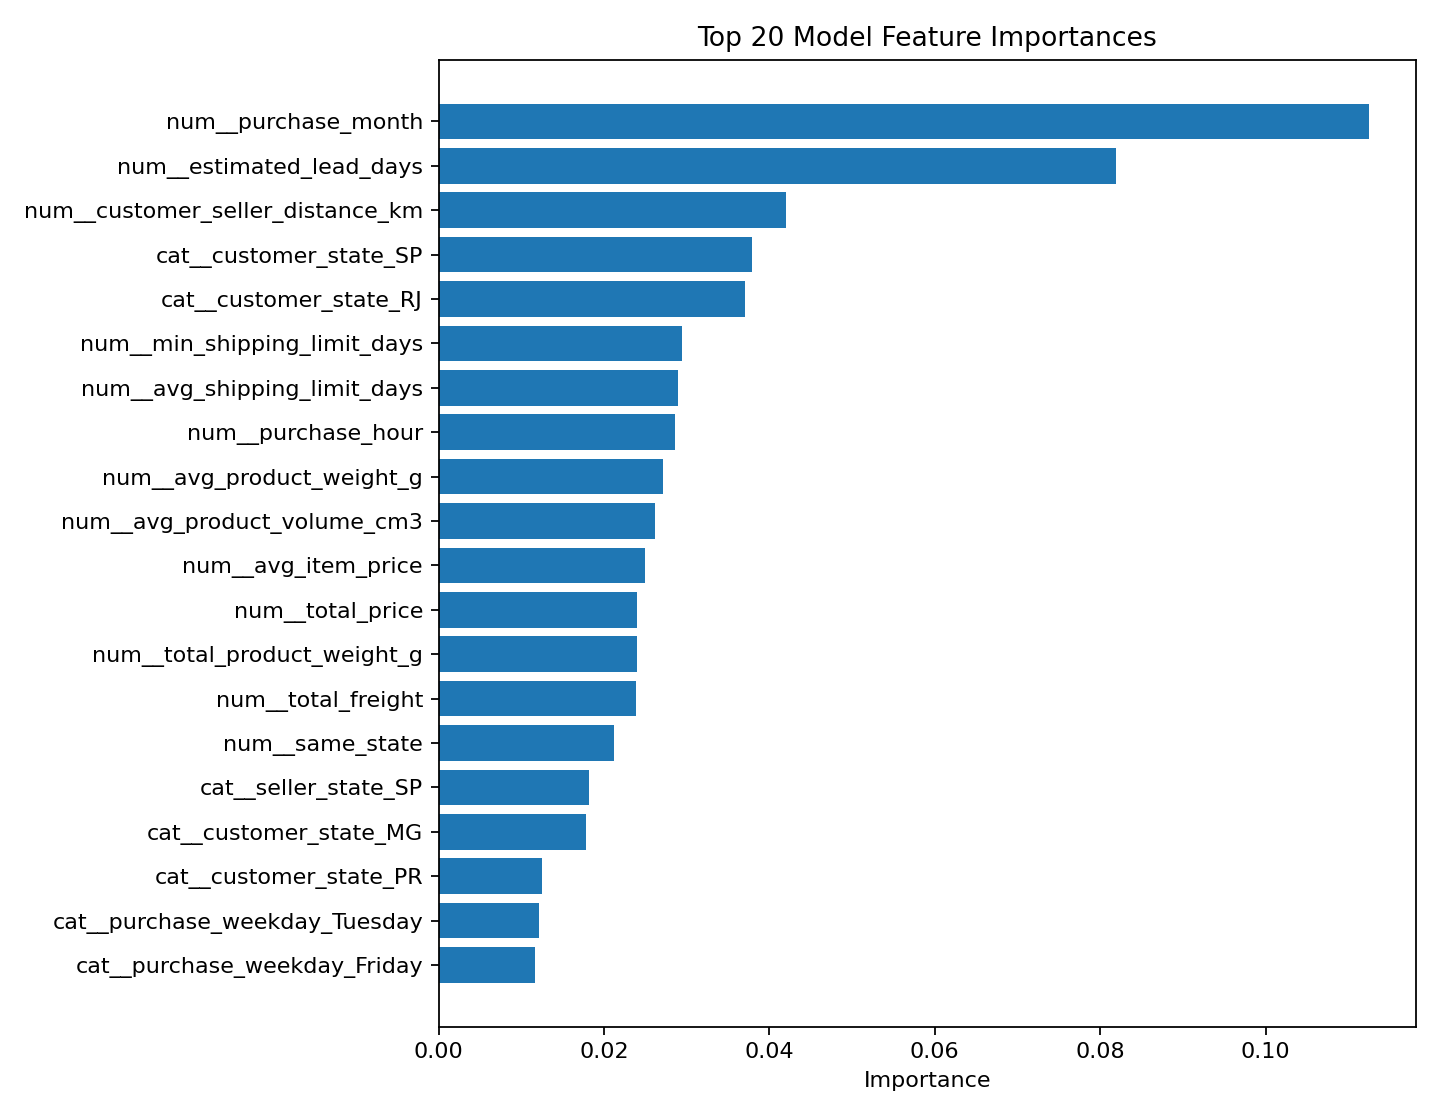 Top 20 Model Feature Importances
num__purchase_month
num__estimated_lead_days
num__customer_seller_distance_km
cat__customer_state_SP
cat__customer_state_RJ
num__min_shipping_limit_days
num__avg_shipping_limit_days
num__purchase_hour
num__avg_product_weight_g
num__avg_product_volume_cm3
num__avg_item_price
num__total_price
num__total_product_weight_g
num__total_freight
num__same_state
cat__seller_state_SP
cat__customer_state_MG
cat__customer_state_PR
cat__purchase_weekday_Tuesday
cat__purchase_weekday_Friday
0.00 0.02 0.04 0.06 0.08 0.10
Importance